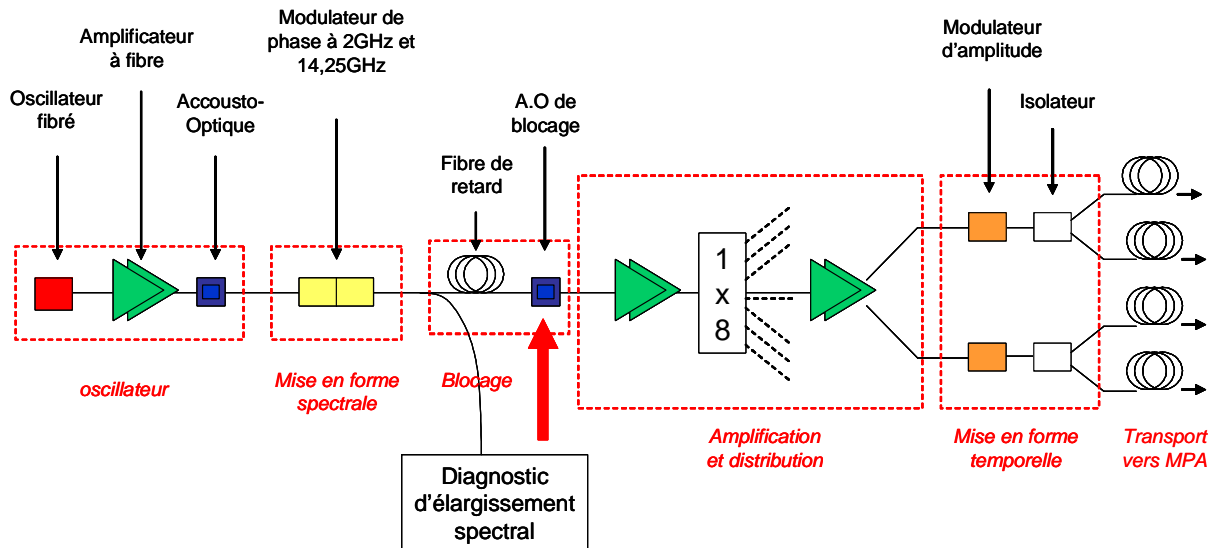 Modulateur de
phase à 2GHz et
14,25GHz
Amplificateur
à fibre
Modulateur
d'amplitude
Oscillateur
fibré
Accousto-
Optique
A.O de
blocage
Isolateur
Fibre de
retard
1
x
8
oscillateur
Mise en forme
spectrale
Blocage
Amplification
et distribution
Mise en forme
temporelle
Transport
vers MPA
Diagnostic
d'élargissement
spectral